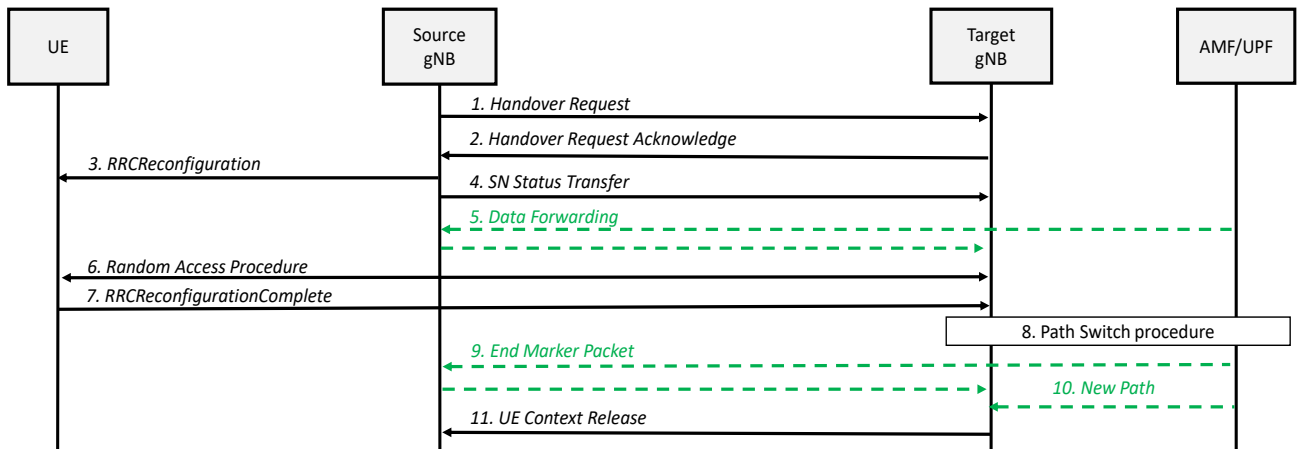 UE
Source
gNB
Target
gNB
AMF/UPF
1. Handover Request
2. Handover Request Acknowledge
3. RRCReconfiguration
4. SN Status Transfer
5. Data Forwarding
6. Random Access Procedure
7. RRCReconfigurationComplete
8. Path Switch procedure
9. End Marker Packet
10. New Path
11. UE Context Release